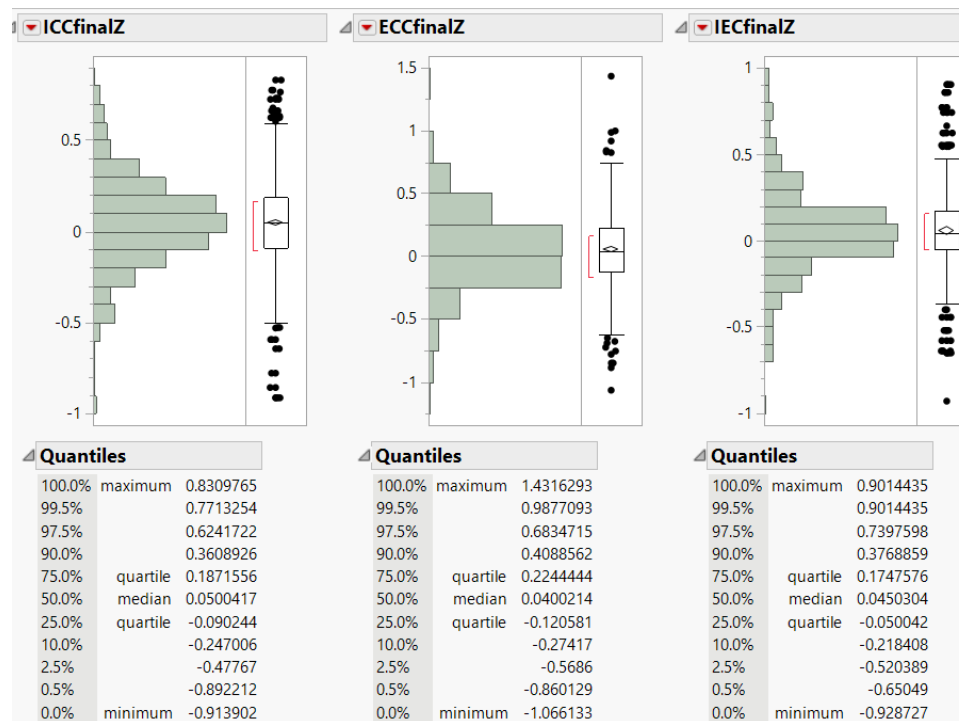 ICCfinalZ ECCfinalZ IECfinalZ
1.5 1
0.5 1 0.5
0 0.5 0
-0.5 0 -0.5
-1 -0.5 -1
-1
Quantiles Quantiles Quantiles
100.0% maximum 0.8309765 100.0% maximum 1.4316293 100.0% maximum 0.9014435
99.5% 0.7713254 99.5% 0.9877093 99.5% 0.9014435
97.5% 0.6241722 97.5% 0.6834715 97.5% 0.7397598
90.0% 0.3608926 90.0% 0.4088562 90.0% 0.3768859
75.0% quartile 0.1871556 75.0% quartile 0.2244444 75.0% quartile 0.1747576
50.0% median 0.0500417 50.0% median 0.0400214 50.0% median 0.0450304
25.0% quartile -0.090244 25.0% quartile -0.120581 25.0% quartile -0.050042
10.0% -0.247006 10.0% -0.27417 10.0% -0.218408
2.5% -0.47767 2.5% -0.5686 2.5% -0.520389
0.5% -0.892212 0.5% -0.860129 0.5% -0.65049
0.0% minimum -0.913902 0.0% minimum -1.066133 0.0% minimum -0.928727